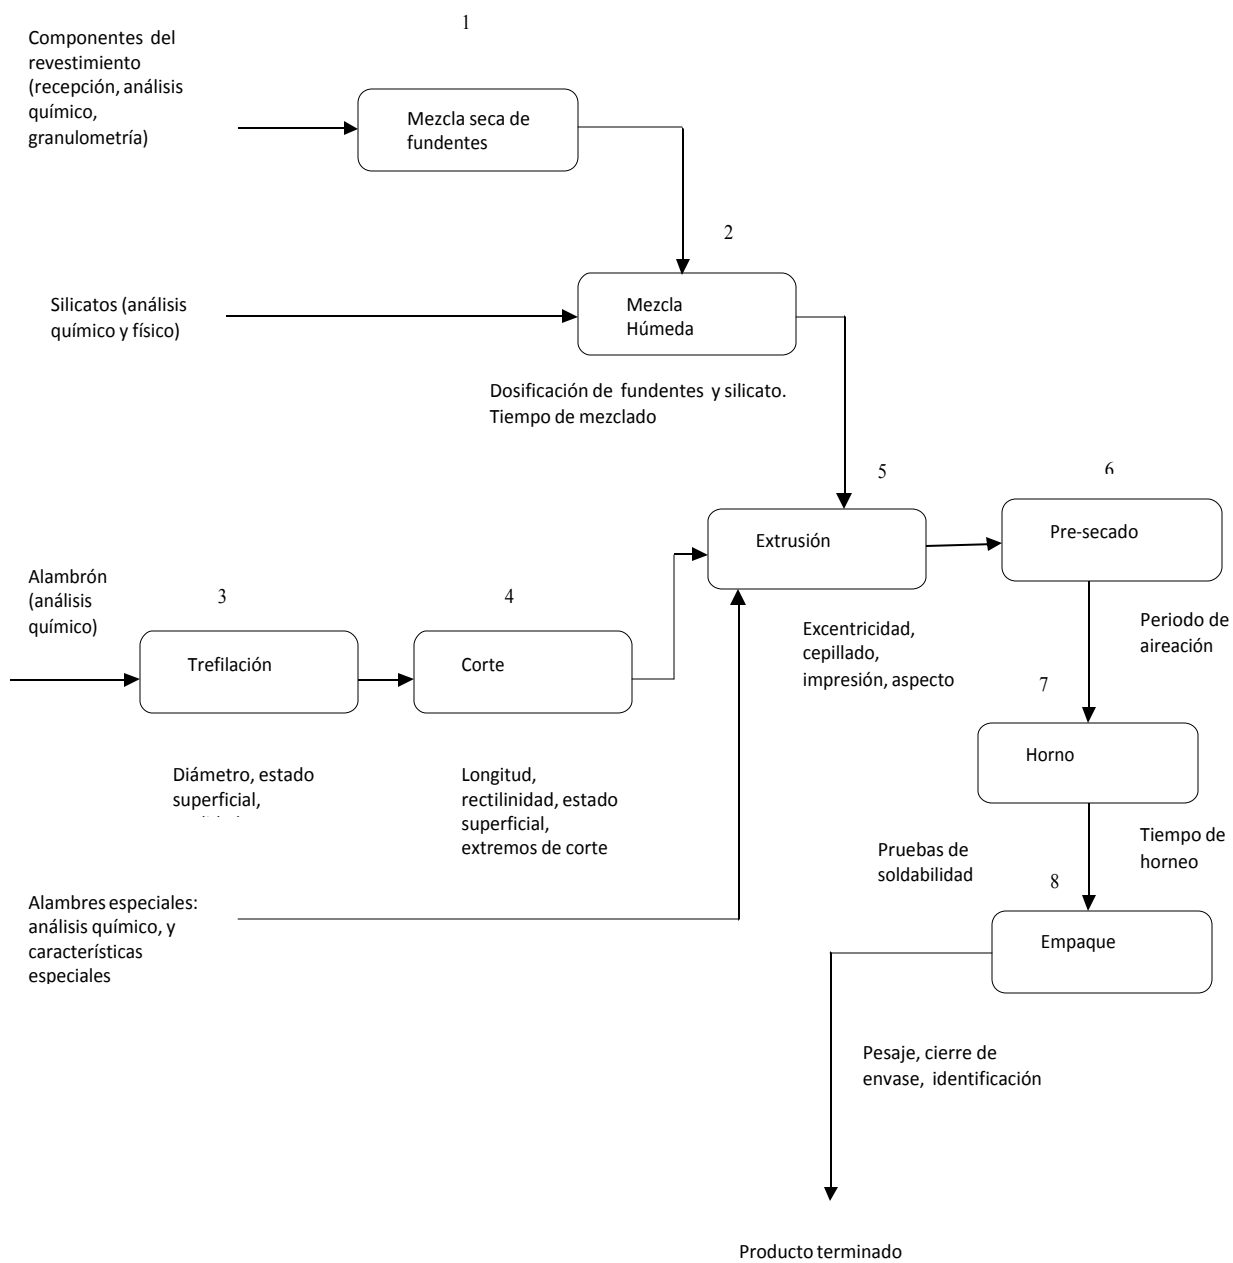 1
Componentes del
revestimiento
(recepción, análisis
químico,
granulometría)
Mezcla seca de
fundentes
2
Silicatos (análisis
químico y físico)
Mezcla
Húmeda
Dosificación de fundentes y silicato.
Tiempo de mezclado
5
6
Extrusión
Pre-secado
Alambrón
(análisis
químico)
3
4
Trefilación
Corte
Excentricidad,
cepillado,
impresión, aspecto
Periodo de
aireación
7
Horno
Diámetro, estado
superficial,
Longitud,
rectilinidad, estado
superficial,
extremos de corte
Pruebas de
soldabilidad
Tiempo de
horneo
8
Alambres especiales:
análisis químico, y
características
especiales
Empaque
Pesaje, cierre de
envase, identificación
Producto terminado